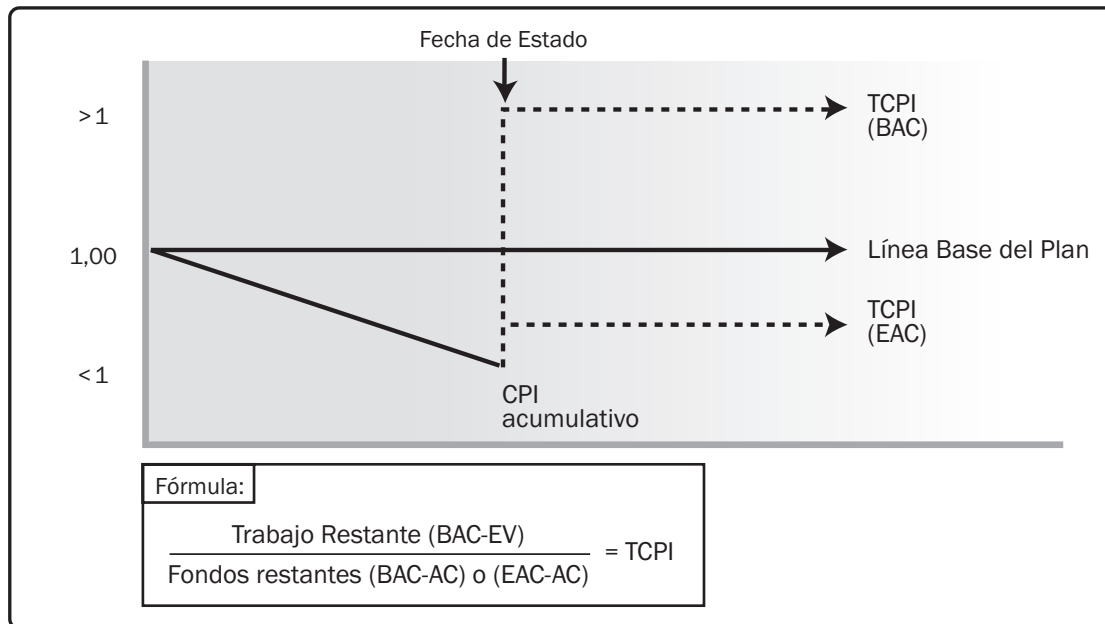 Fecha de Estado
>1
TCPI
(BAC)
1,00
Línea Base del Plan
TCPI
(EAC)
<1
CPI
acumulativo
Fórmula:
Trabajo Restante (BAC-EV)
Fondos restantes (BAC-AC) o (EAC-AC)
= TCPI